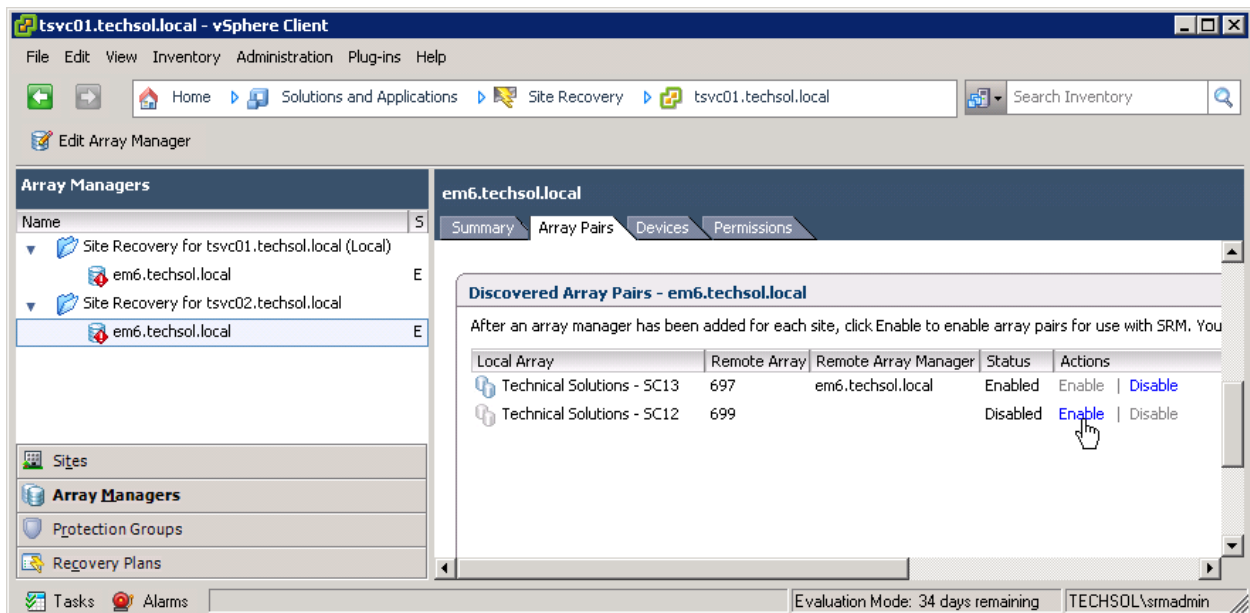 tsvc01.techsol.local - vSphere Client
File Edit View Inventory Administration Plug-ins Help
Home Solutions and Applications Site Recovery tsvc01.techsol.local Search Inventory
Edit Array Manager
Array Managers
Name S
Site Recovery for tsvc01.techsol.local (Local)
em6.techsol.local E
Site Recovery for tsvc02.techsol.local
em6.techsol.local E
Sites
Array Managers
Protection Groups
Recovery Plans
em6.techsol.local
Summary Array Pairs Devices Permissions
Discovered Array Pairs - em6.techsol.local
After an array manager has been added for each site, click Enable to enable array pairs for use with SRM. You
Local Array Remote Array Remote Array Manager Status Actions
Technical Solutions - SC13 697 em6.techsol.local Enabled Enable | Disable
Technical Solutions - SC12 699 Disabled Enable | Disable
Tasks Alarms Evaluation Mode: 34 days remaining TECHSOL\srmadmin